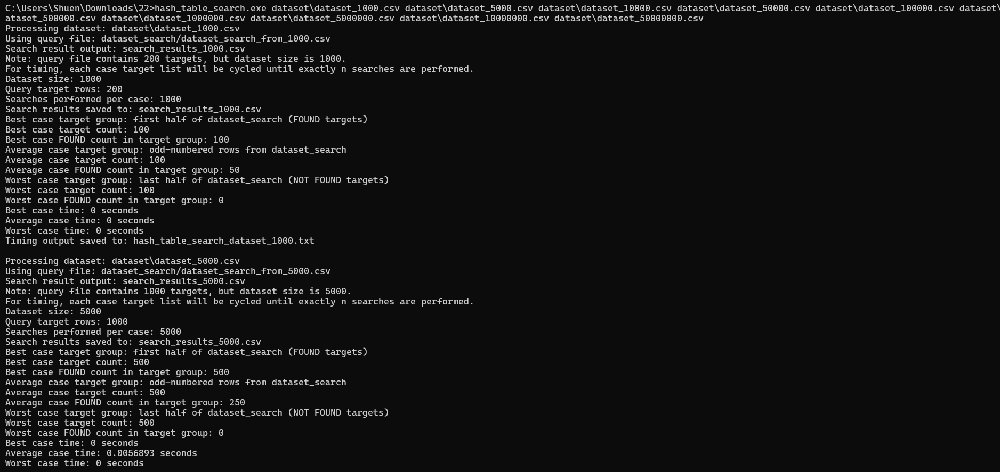 C:\Users\Shuen\Downloads\22>hash_table_search.exe dataset\dataset_1000.csv dataset\dataset_5000.csv dataset\dataset_10000.csv dataset\dataset_50000.csv dataset\dataset_100000.csv dataset\
ataset_500000.csv dataset\dataset_1000000.csv dataset\dataset_5000000.csv dataset\dataset_10000000.csv dataset\dataset_50000000.csv
Processing dataset: dataset\dataset_1000.csv
Using query file: dataset_search/dataset_search_from_1000.csv
Search result output: search_results_1000.csv
Note: query file contains 200 targets, but dataset size is 1000.
For timing, each case target list will be cycled until exactly n searches are performed.
Dataset size: 1000
Query target rows: 200
Searches performed per case: 1000
Search results saved to: search_results_1000.csv
Best case target group: first half of dataset_search (FOUND targets)
Best case target count: 100
Best case FOUND count in target group: 100
Average case target group: odd-numbered rows from dataset_search
Average case target count: 100
Average case FOUND count in target group: 50
Worst case target group: last half of dataset_search (NOT FOUND targets)
Worst case target count: 100
Worst case FOUND count in target group: 0
Best case time: 0 seconds
Average case time: 0 seconds
Worst case time: 0 seconds
Timing output saved to: hash_table_search_dataset_1000.txt

Processing dataset: dataset\dataset_5000.csv
Using query file: dataset_search/dataset_search_from_5000.csv
Search result output: search_results_5000.csv
Note: query file contains 1000 targets, but dataset size is 5000.
For timing, each case target list will be cycled until exactly n searches are performed.
Dataset size: 5000
Query target rows: 1000
Searches performed per case: 5000
Search results saved to: search_results_5000.csv
Best case target group: first half of dataset_search (FOUND targets)
Best case target count: 500
Best case FOUND count in target group: 500
Average case target group: odd-numbered rows from dataset_search
Average case target count: 500
Average case FOUND count in target group: 250
Worst case target group: last half of dataset_search (NOT FOUND targets)
Worst case target count: 500
Worst case FOUND count in target group: 0
Best case time: 0 seconds
Average case time: 0.0056893 seconds
Worst case time: 0 seconds